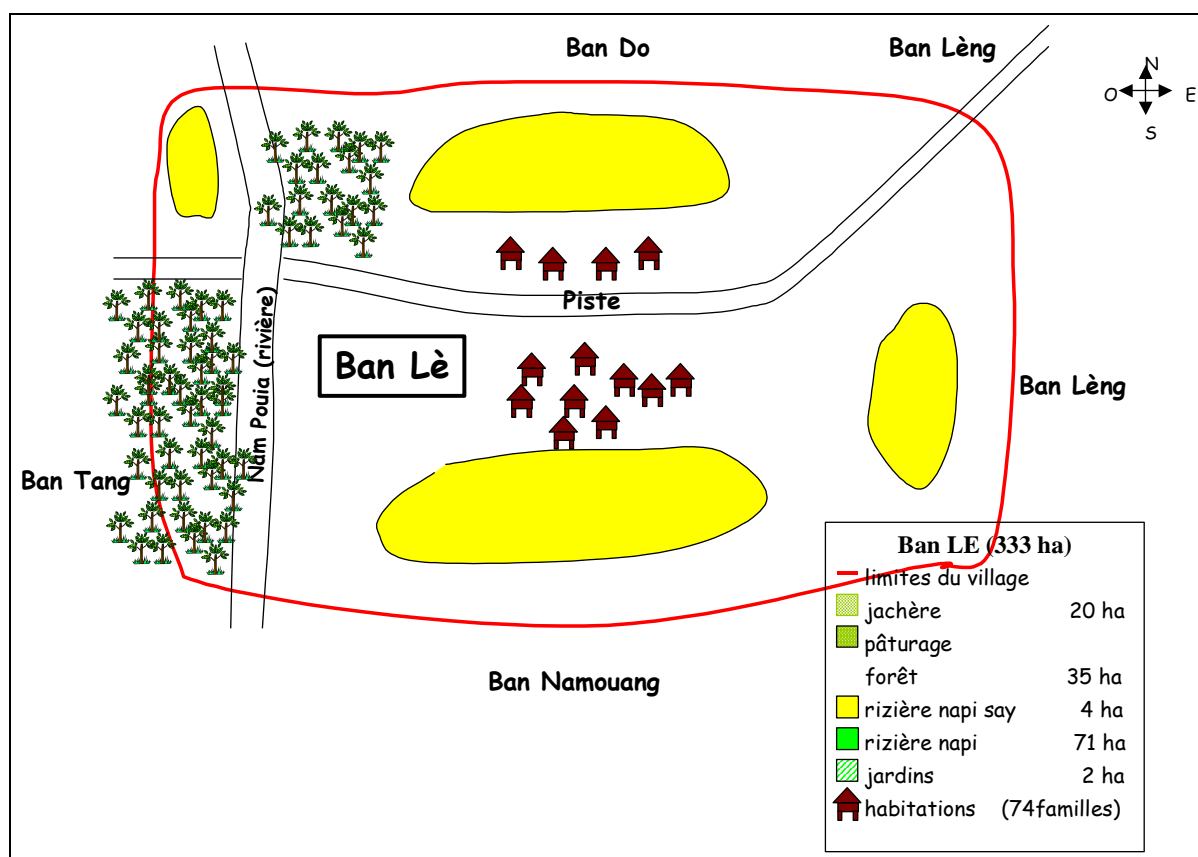 Ban Do
Ban Lèng
N
O
E
S
Piste
Nam Pouia (rivière)
Ban Lè
Ban Lèng
Ban Tang
Ban Namouang
Ban LE (333 ha)
limites du village
jachère 20 ha
pâturage
forêt 35 ha
rizière napi say 4 ha
rizière napi 71 ha
jardins 2 ha
habitations (74familles)